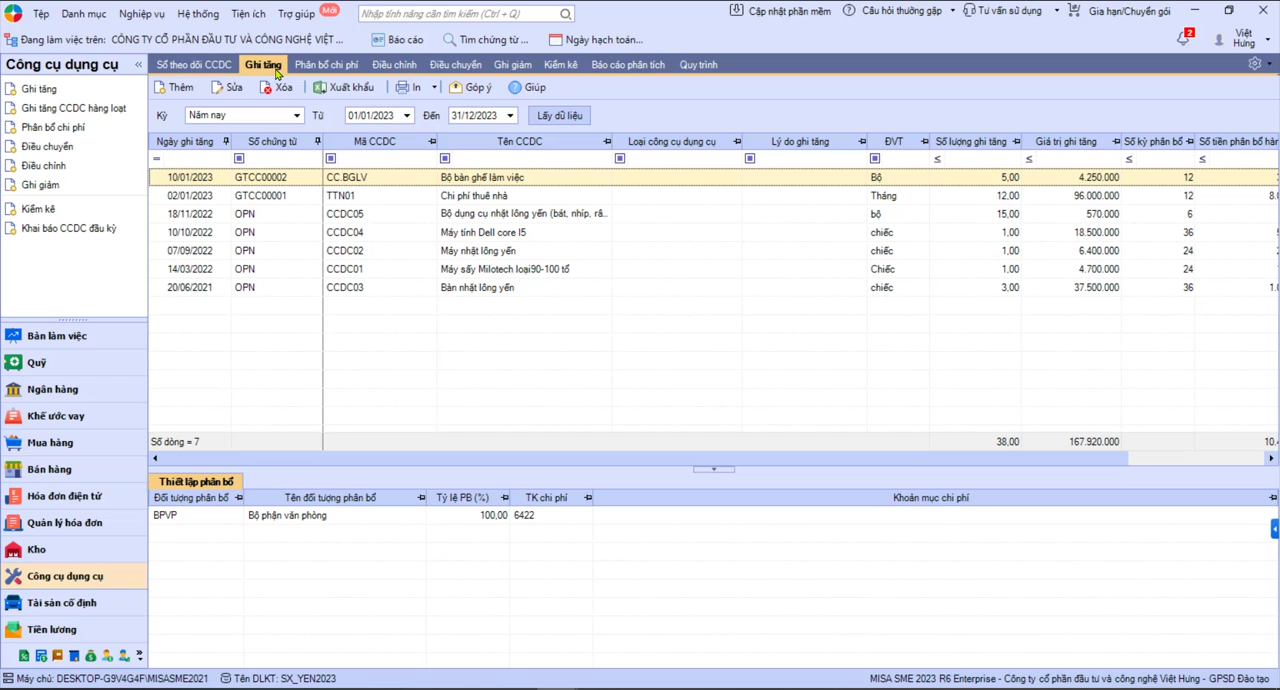 Tệp Danh mục Nghiệp vụ Hệ thống Tiện ích Trợ giúp Mới Nhập tính năng cần tìm kiếm (Ctrl + Q) Cập nhật phần mềm Câu hỏi thường gặp Tư vấn sử dụng Gia hạn/Chuyển gói
Đang làm việc trên: CÔNG TY CỔ PHẦN ĐẦU TƯ VÀ CÔNG NGHỆ VIỆT ... Báo cáo Tìm chứng từ ... Ngày hạch toán... 2 Việt Hưng
Công cụ dụng cụ «
Sổ theo dõi CCDC Ghi tăng Phân bổ chi phí Điều chỉnh Điều chuyển Ghi giảm Kiểm kê Báo cáo phân tích Quy trình
Ghi tăng
Ghi tăng CCDC hàng loạt
Phân bổ chi phí
Điều chuyển
Điều chỉnh
Ghi giảm
Kiểm kê
Khai báo CCDC đầu kỳ
Bàn làm việc
Quỹ
Ngân hàng
Khế ước vay
Mua hàng
Bán hàng
Hóa đơn điện tử
Quản lý hóa đơn
Kho
Công cụ dụng cụ
Tài sản cố định
Tiền lương
Thêm Sửa Xóa Xuất khẩu In Góp ý Giúp
Kỳ Năm nay Từ 01/01/2023 Đến 31/12/2023 Lấy dữ liệu
Ngày ghi tăng Số chứng từ Mã CCDC Tên CCDC Loại công cụ dụng cụ Lý do ghi tăng ĐVT Số lượng ghi tăng Giá trị ghi tăng Số kỳ phân bổ Số tiền phân bổ hàn
= ≤ ≤ ≤ ≤
10/01/2023 GTCC00002 CC.BGLV Bộ bàn ghế làm việc Bộ 5,00 4.250.000 12
02/01/2023 GTCC00001 TTN01 Chi phí thuê nhà Tháng 12,00 96.000.000 12 8.0
18/11/2022 OPN CCDC05 Bộ dụng cụ nhặt lông yến (bát, nhíp, rẩ... bộ 15,00 570.000 6
10/10/2022 OPN CCDC04 Máy tính Dell core I5 chiếc 1,00 18.500.000 36
07/09/2022 OPN CCDC02 Máy nhặt lông yến chiếc 1,00 6.400.000 24
14/03/2022 OPN CCDC01 Máy sấy Milotech loại90-100 tổ Chiếc 1,00 4.700.000 24
20/06/2021 OPN CCDC03 Bàn nhặt lông yến chiếc 3,00 37.500.000 36 1.0
Số dòng = 7 38,00 167.920.000 10.4
Thiết lập phân bổ
Đối tượng phân bổ Tên đối tượng phân bổ Tỷ lệ PB (%) TK chi phí Khoản mục chi phí
BPVP Bộ phận văn phòng 100,00 6422
Máy chủ: DESKTOP-G9V4G4F\MISASME2021 Tên DLKT: SX_YEN2023 MISA SME 2023 R6 Enterprise - Công ty cổ phần đầu tư và công nghệ Việt Hưng - GPSD Đào tạo